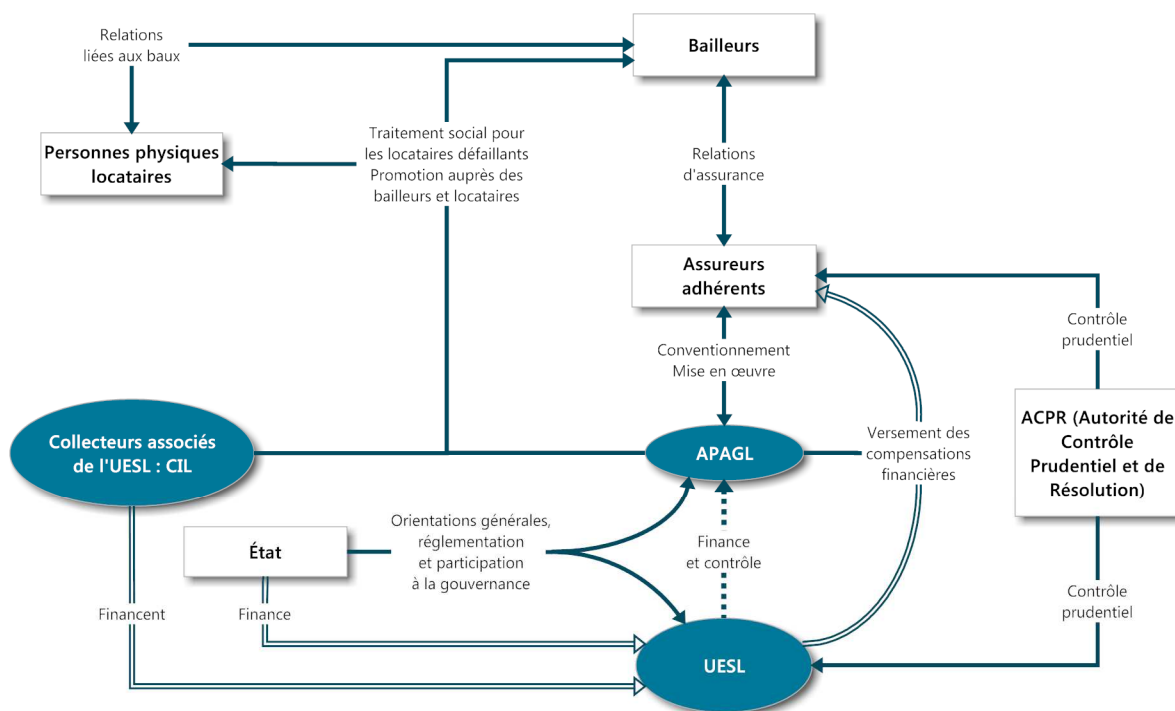 Relations
liées aux baux
Bailleurs
Personnes physiques
locataires
Traitement social pour
les locataires défaillants
Promotion auprès des
bailleurs et locataires
Relations
d'assurance
Assureurs
adhérents
Contrôle
prudentiel
Conventionnement
Mise en œuvre
ACPR (Autorité de
Contrôle
Prudentiel et de
Résolution)
Collecteurs associés
de l'UESL : CIL
APAGL
Versement des
compensations
financières
État
Orientations générales,
réglementation
et participation
à la gouvernance
Finance
et contrôle
Financent
Finance
Contrôle
prudentiel
UESL